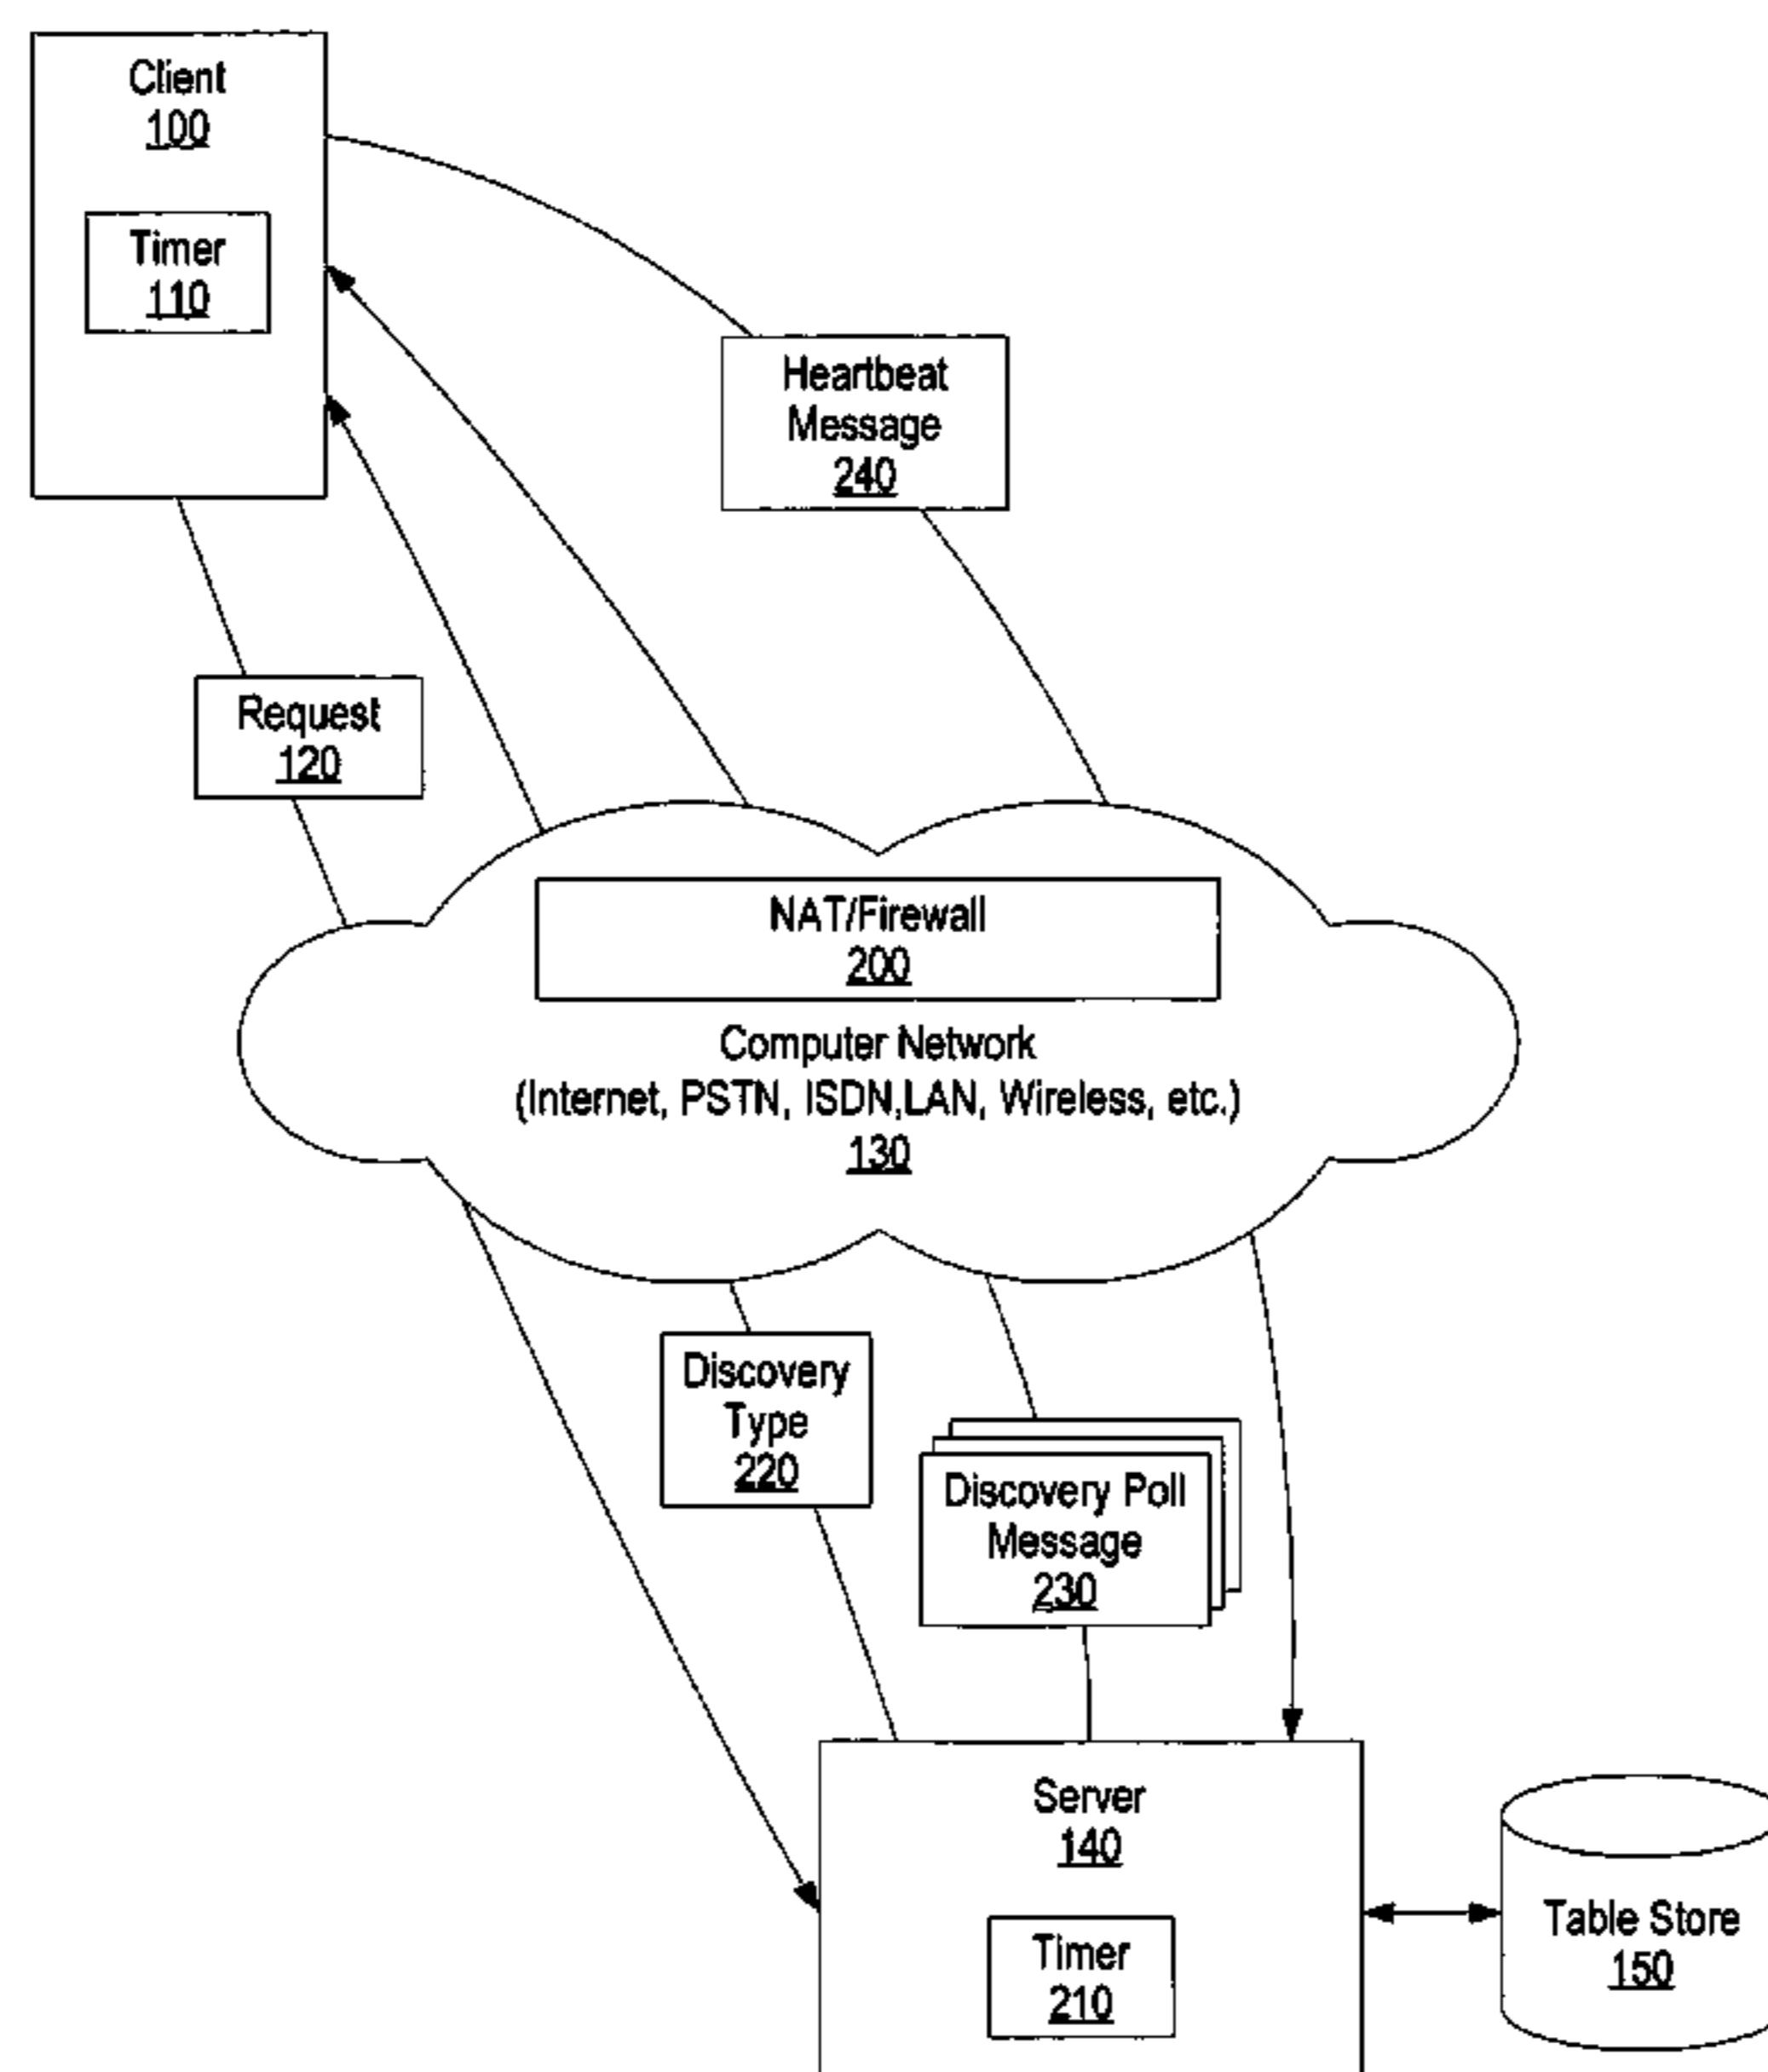 Client
100
Timer
110
Heartbeat
Message
240
Request
120
NAT/Firewall
200
Computer Network
(Internet, PSTN, ISDN,LAN, Wireless, etc.)
130
Discovery
Type
220
Discovery Poll
Message
230
Server
140
Timer
210
Table Store
150